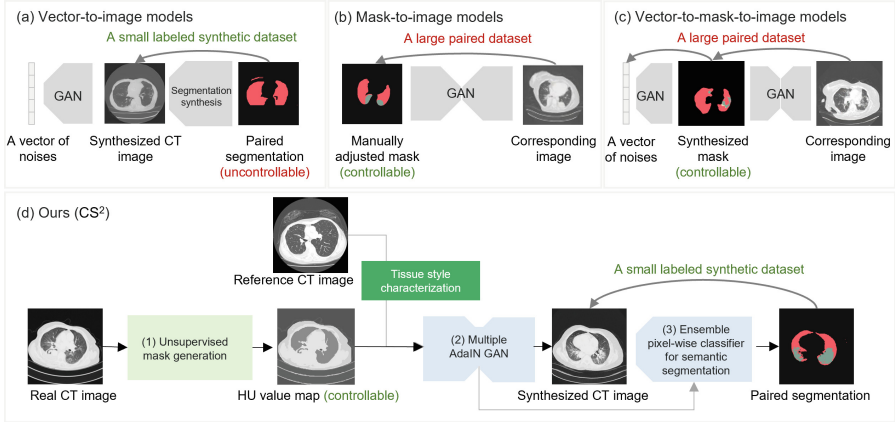 (a) Vector-to-image models
A small labeled synthetic dataset
GAN
Segmentation
synthesis
A vector of
noises
Synthesized CT
image
Paired
segmentation
(uncontrollable)
(b) Mask-to-image models
A large paired dataset
GAN
Manually
adjusted mask
(controllable)
Corresponding
image
(c) Vector-to-mask-to-image models
A large paired dataset
GAN
GAN
A vector
of noises
Synthesized
mask
(controllable)
Corresponding
image
(d) Ours (CS²)
Reference CT image
Tissue style
characterization
A small labeled synthetic dataset
(1) Unsupervised
mask generation
(2) Multiple
AdaIN GAN
(3) Ensemble
pixel-wise classifier
for semantic
segmentation
Real CT image
HU value map (controllable)
Synthesized CT image
Paired segmentation